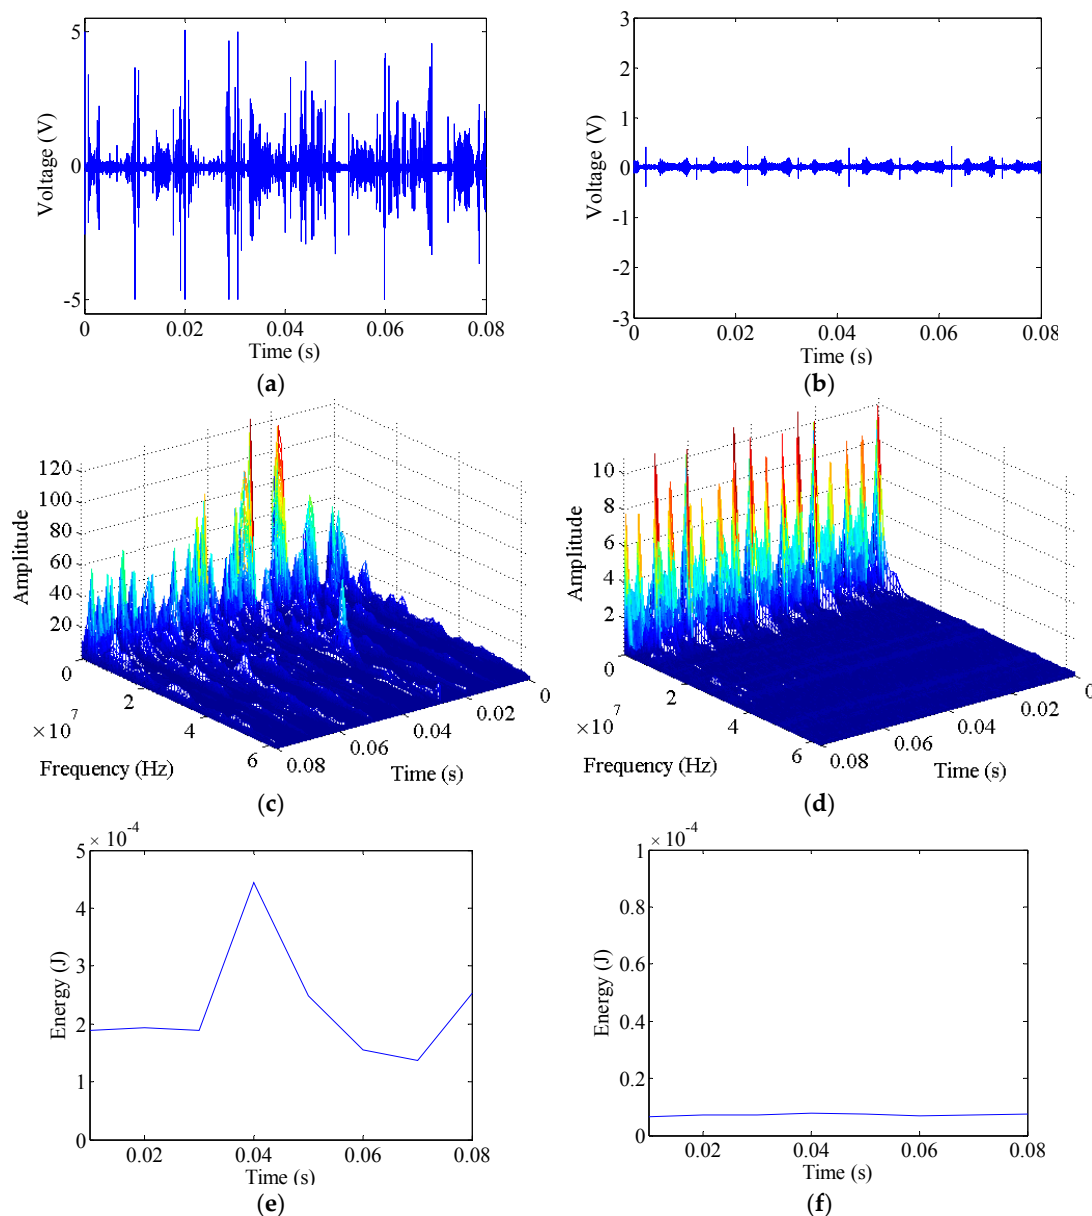 5
0
-5
Voltage (V)
0 0.02 0.04 0.06 0.08
Time (s)
(a)
3
2
1
0
-1
-2
-3
Voltage (V)
0 0.02 0.04 0.06 0.08
Time (s)
(b)
120
100
80
60
40
20
0
Amplitude
2
4
6
×10 7
Frequency (Hz)
0.08
0.06
0.04
0.02
0
Time (s)
(c)
10
8
6
4
2
0
Amplitude
2
4
6
×10 7
Frequency (Hz)
0.08
0.06
0.04
0.02
0
Time (s)
(d)
× 10-4
5
4
3
2
1
0
Energy (J)
0.02 0.04 0.06 0.08
Time (s)
(e)
× 10-4
1
0.8
0.6
0.4
0.2
0
Energy (J)
0.02 0.04 0.06 0.08
Time (s)
(f)